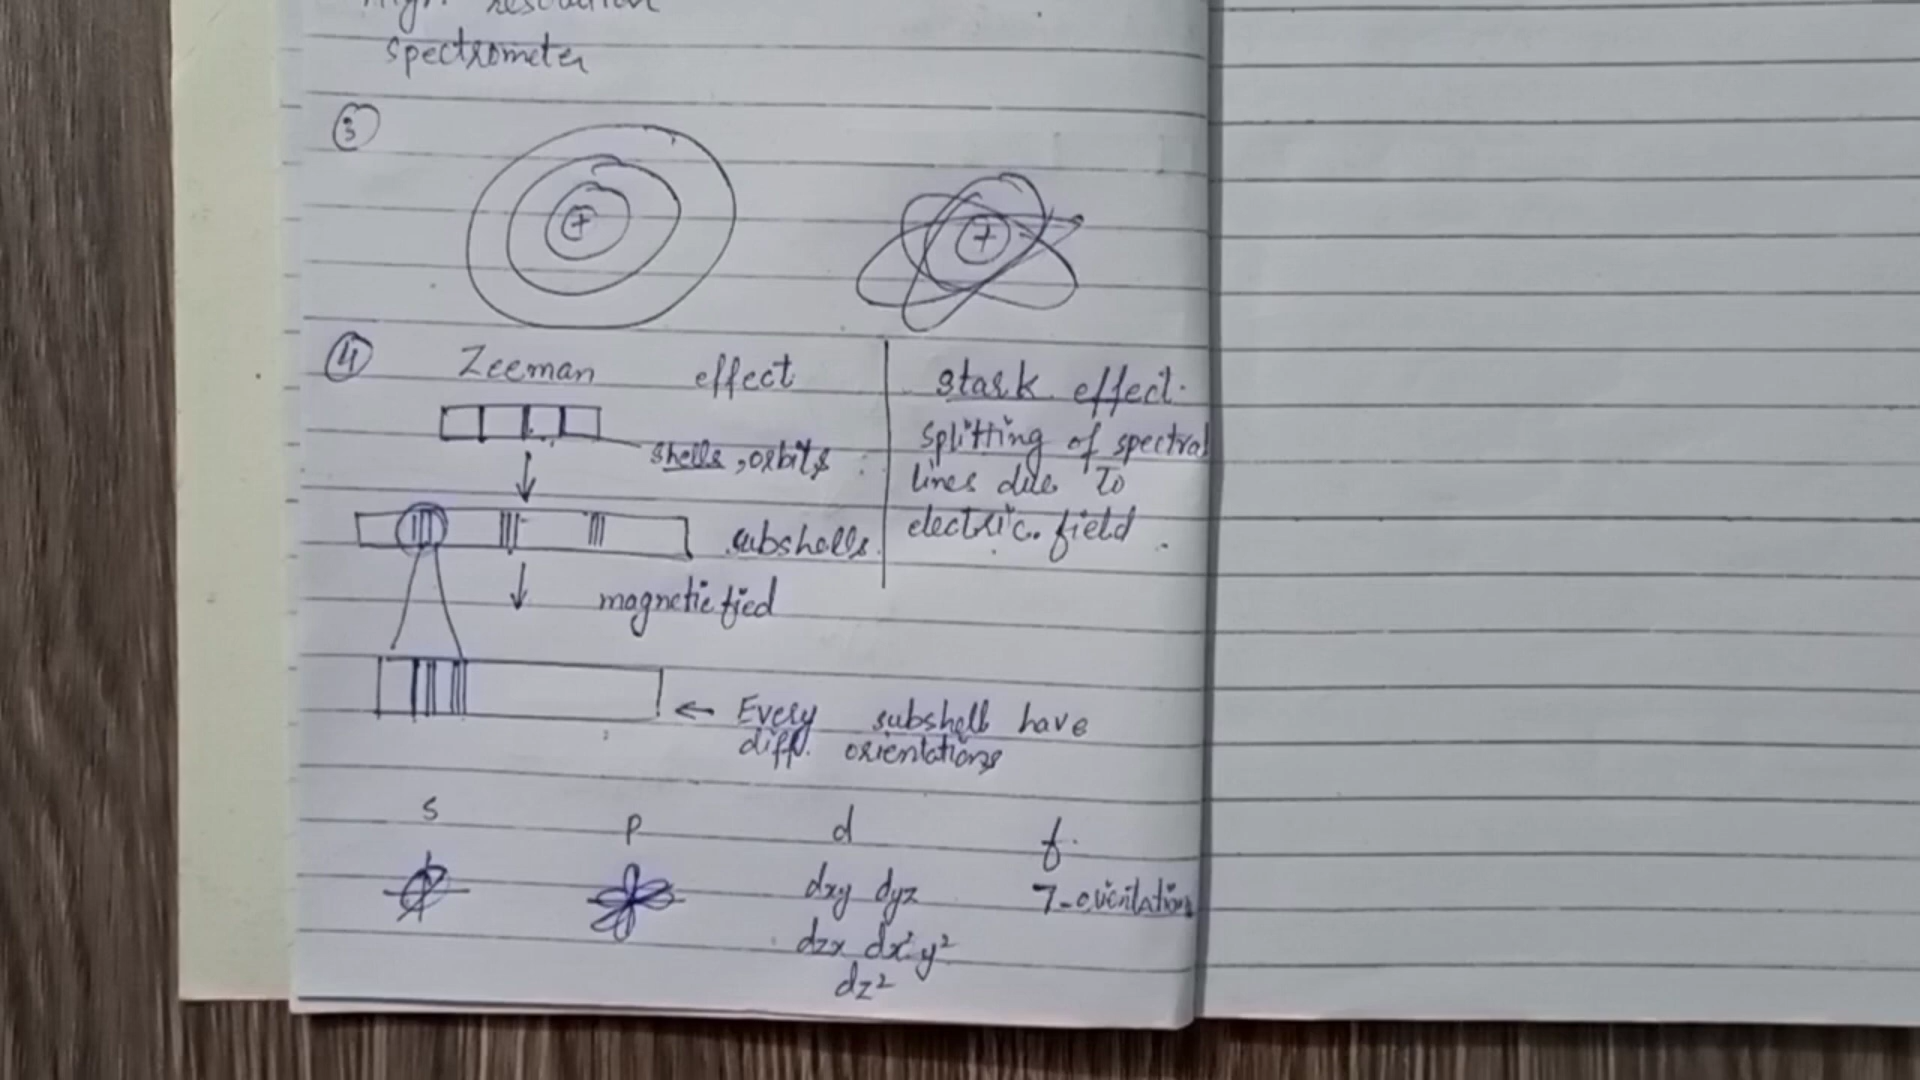 spectrometer
③
+
+
④ Zeeman effect
shells, orbits
subshells
magnetic fied
← Every subshell have
diff. orientations
stark effect.
splitting of spectral
lines due to
electric. field
s p d f
dxy dyz
dzx dx² y²
dz²
7-orientation